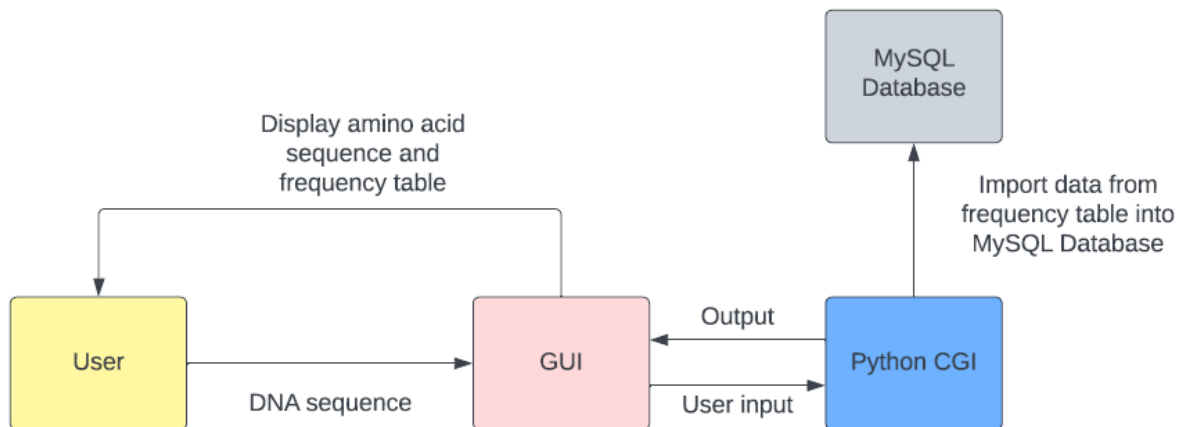 MySQL
Database
Display amino acid
sequence and
frequency table
Import data from
frequency table into
MySQL Database
User
DNA sequence
GUI
Output
User input
Python CGI